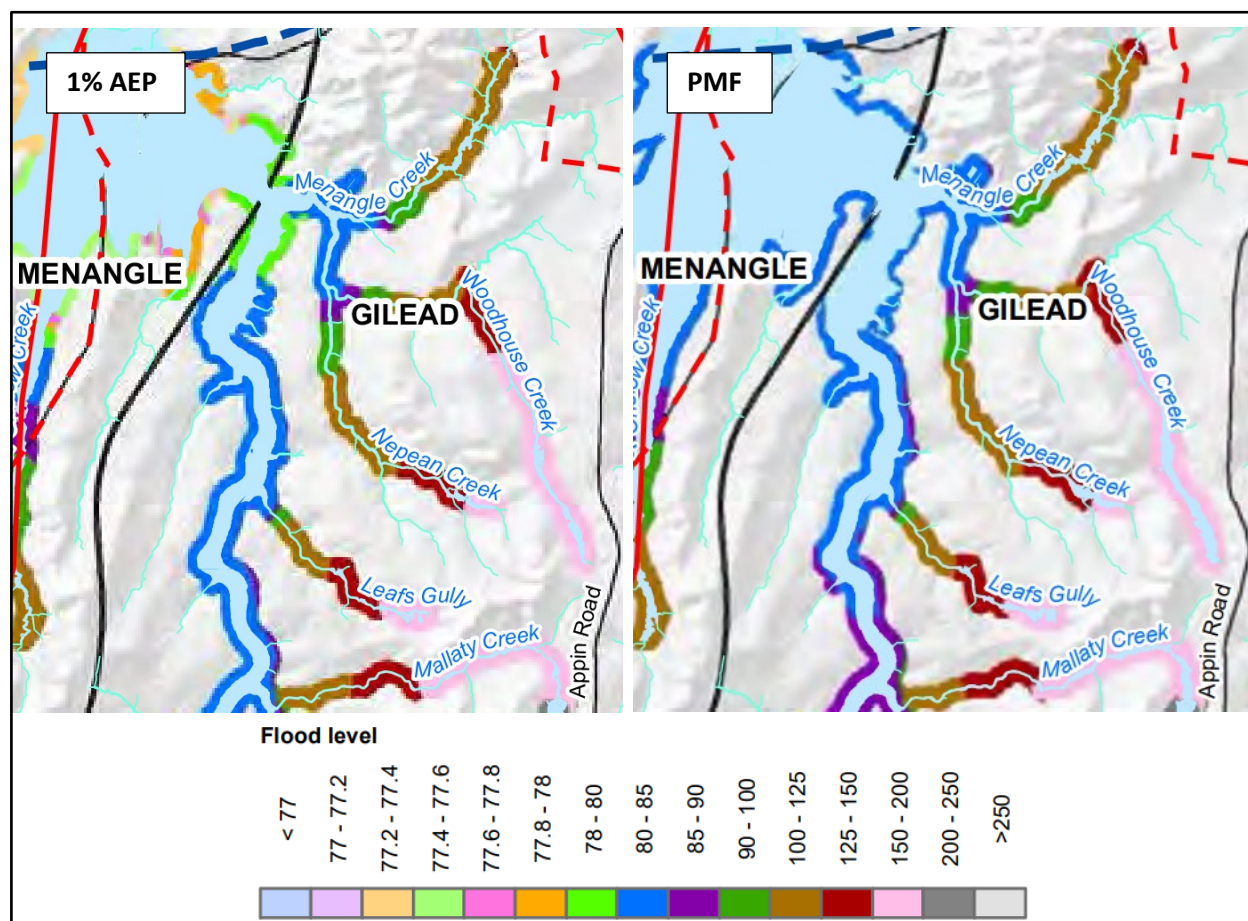 1% AEP
Menangle Creek
MENANGLE
GILEAD
Woodhouse Creek
Nepean Creek
Leafs Gully
Mallaty Creek
Appin Road
PMF
Menangle Creek
MENANGLE
GILEAD
Woodhouse Creek
Nepean Creek
Leafs Gully
Mallaty Creek
Appin Road
Flood level
< 77
77 - 77.2
77.2 - 77.4
77.4 - 77.6
77.6 - 77.8
77.8 - 78
78 - 80
80 - 85
85 - 90
90 - 100
100 - 125
125 - 150
150 - 200
200 - 250
>250